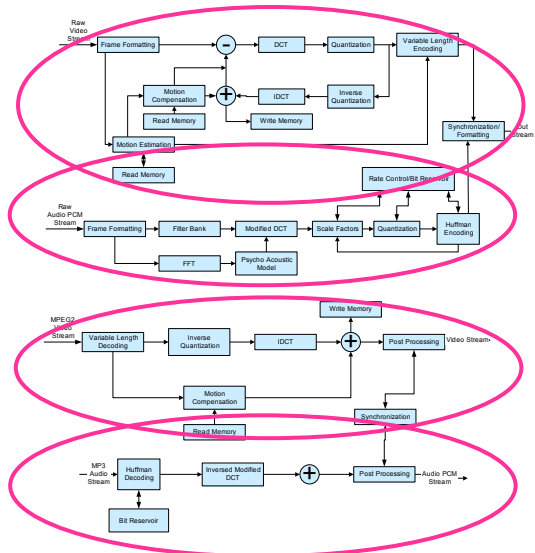 Raw
Video
Stream
Frame Formatting
-
DCT
Quantization
Variable Length
Encoding
Motion
Compensation
+
IDCT
Inverse
Quantization
Read Memory
Write Memory
Synchronization/
Formatting
Out
Stream
Motion Estimation
Read Memory
Rate Control/Bit Reservoir
Raw
Audio PCM
Stream
Frame Formatting
Filter Bank
Modified DCT
Scale Factors
Quantization
Huffman
Encoding
FFT
Psycho Acoustic
Model
Write Memory
MPEG2
Video
Stream
Variable Length
Decoding
Inverse
Quantization
IDCT
+
Post Processing
Video Stream
Motion
Compensation
Synchronization
Read Memory
MP3
Audio
Stream
Huffman
Decoding
Inversed Modified
DCT
+
Post Processing
Audio PCM
Stream
Bit Reservoir